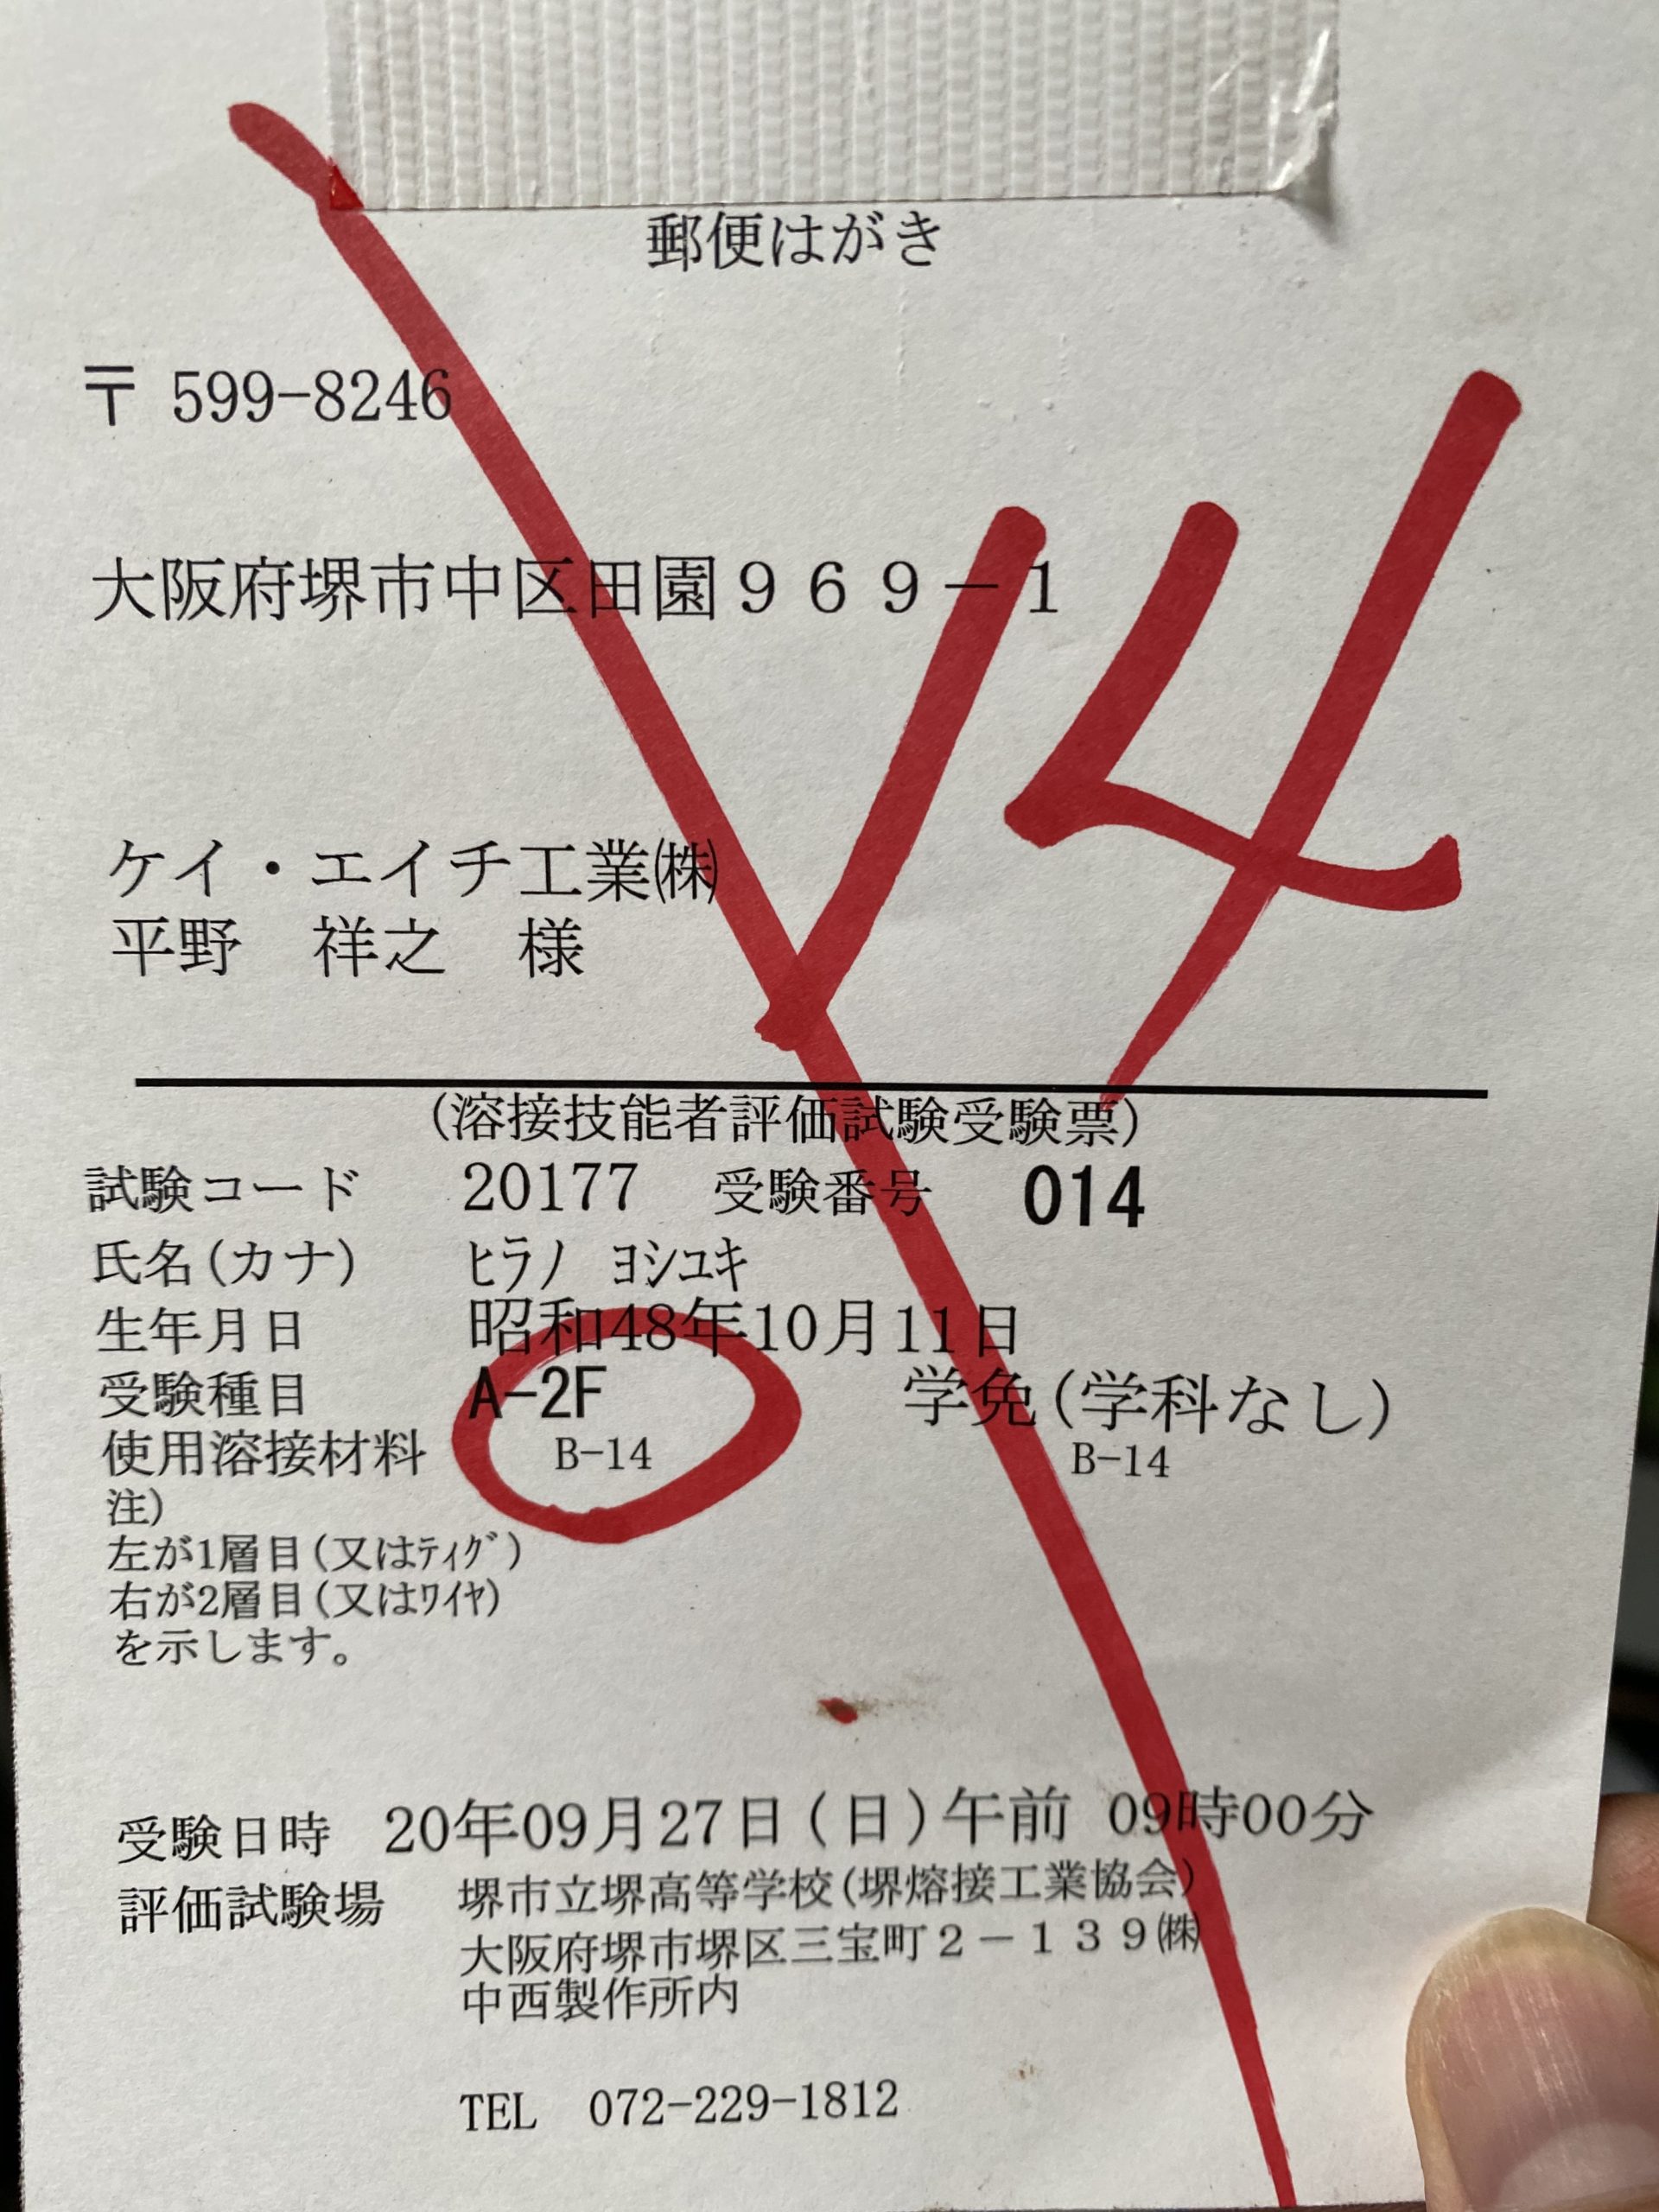 郵便はがき
〒 599-8246
大阪府堺市中区田園９６９－１
ケイ・エイチ工業㈱
平野　祥之　様
Y4
(溶接技能者評価試験受験票)
試験コード 20177 受験番号 014
氏名(カナ) ﾋﾗﾉ ﾖｼﾕｷ
生年月日 昭和48年10月11日
受験種目 A-2F 学免(学科なし)
使用溶接材料 B-14 B-14
注)
左が1層目(又はﾃｨｸﾞ)
右が2層目(又はﾜｲﾔ)
を示します。
受験日時 20年09月27日(日)午前 09時00分
評価試験場 堺市立堺高等学校(堺熔接工業協会)
大阪府堺市堺区三宝町２－１３９㈱
中西製作所内
TEL 072-229-1812